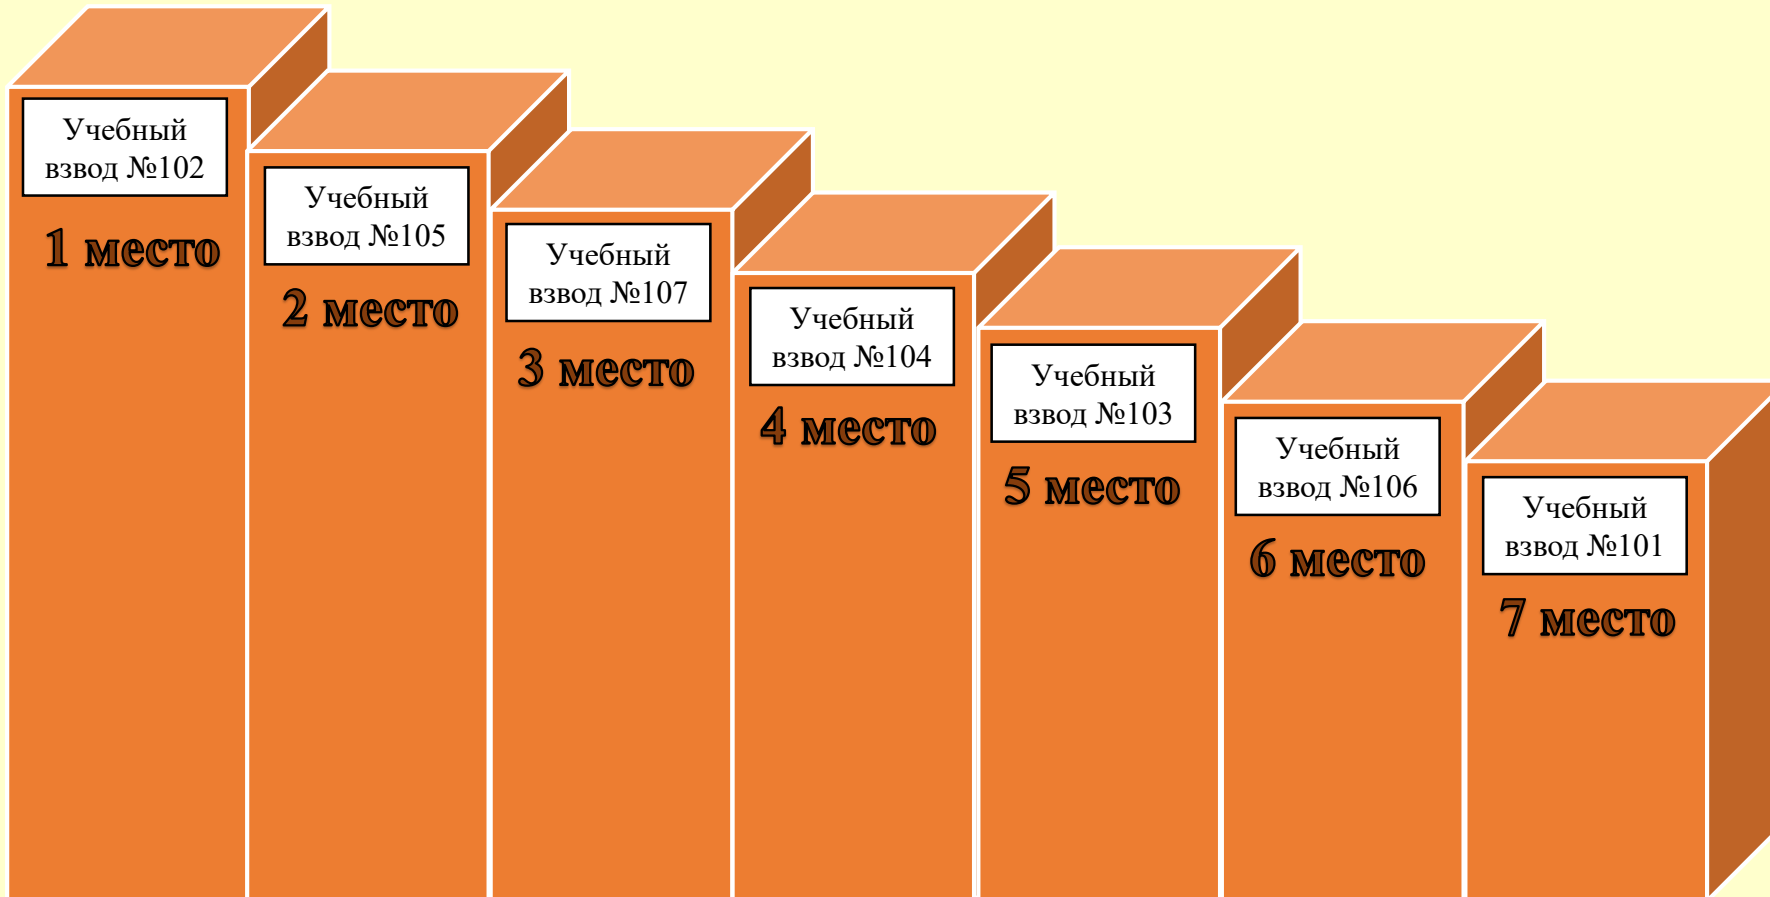 Учебный
взвод №102
1 место
Учебный
взвод №105
2 место
Учебный
взвод №107
3 место
Учебный
взвод №104
4 место
Учебный
взвод №103
5 место
Учебный
взвод №106
6 место
Учебный
взвод №101
7 место